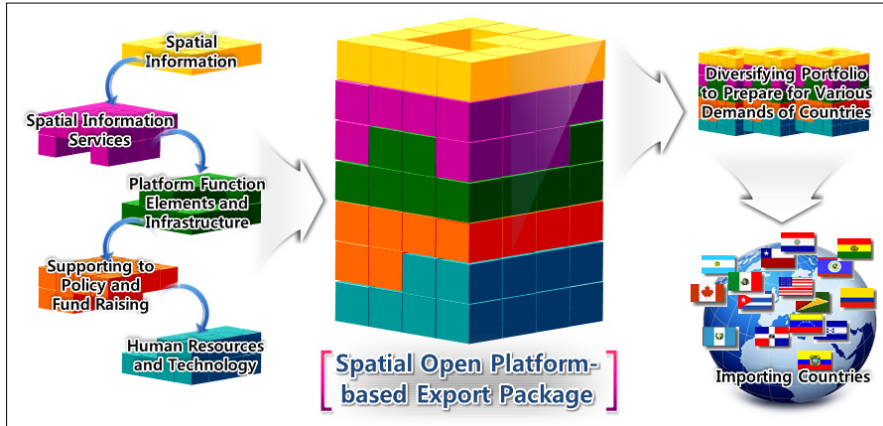 Spatial
Information
Spatial Information
Services
Platform Function
Elements and
Infrastructure
Supporting to
Policy and
Fund Raising
Human Resources
and Technology
Spatial Open Platform-
based Export Package
Diversifying Portfolio
to Prepare for Various
Demands of Countries
Importing Countries